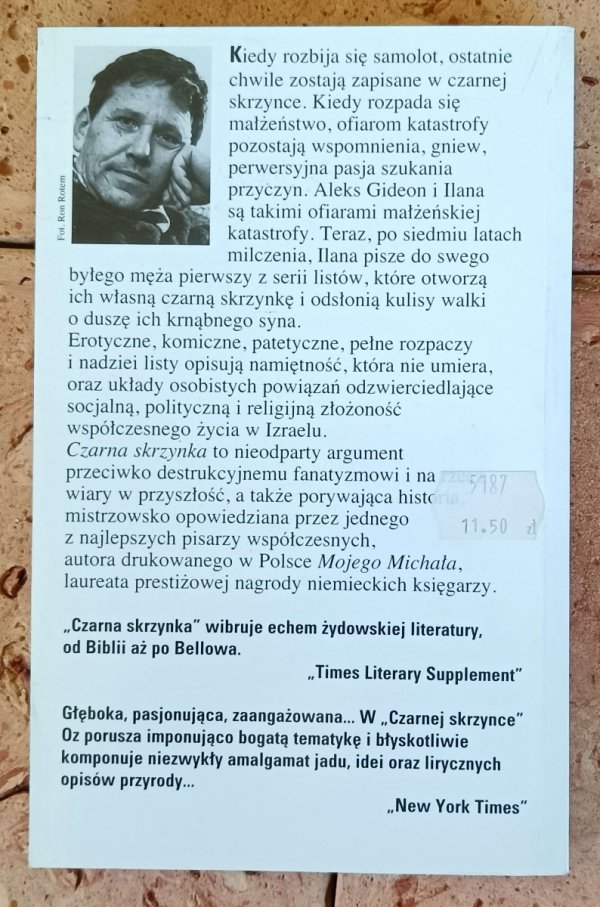 Fot. Ron Rotem
Kiedy rozbija się samolot, ostatnie
chwile zostają zapisane w czarnej
skrzynce. Kiedy rozpada się
małżeństwo, ofiarom katastrofy
pozostają wspomnienia, gniew,
perwersyjna pasja szukania
przyczyn. Aleks Gideon i Ilana
są takimi ofiarami małżeńskiej
katastrofy. Teraz, po siedmiu latach
milczenia, Ilana pisze do swego
byłego męża pierwszy z serii listów, które otworzą
ich własną czarną skrzynkę i odsłonią kulisy walki
o duszę ich krnąbnego syna.
Erotyczne, komiczne, patetyczne, pełne rozpaczy
i nadziei listy opisują namiętność, która nie umiera,
oraz układy osobistych powiązań odzwierciedlające
socjalną, polityczną i religijną złożoność
współczesnego życia w Izraelu.
Czarna skrzynka to nieodparty argument
przeciwko destrukcyjnemu fanatyzmowi i na rzecz
wiary w przyszłość, a także porywająca historia,
mistrzowsko opowiedziana przez jednego
z najlepszych pisarzy współczesnych,
autora drukowanego w Polsce Mojego Michała,
laureata prestiżowej nagrody niemieckich księgarzy.
5187
11.50 zł
„Czarna skrzynka” wibruje echem żydowskiej literatury,
od Biblii aż po Bellowa.
„Times Literary Supplement”
Głęboka, pasjonująca, zaangażowana... W „Czarnej skrzynce”
Oz porusza imponująco bogatą tematykę i błyskotliwie
komponuje niezwykły amalgamat jadu, idei oraz lirycznych
opisów przyrody...
„New York Times”